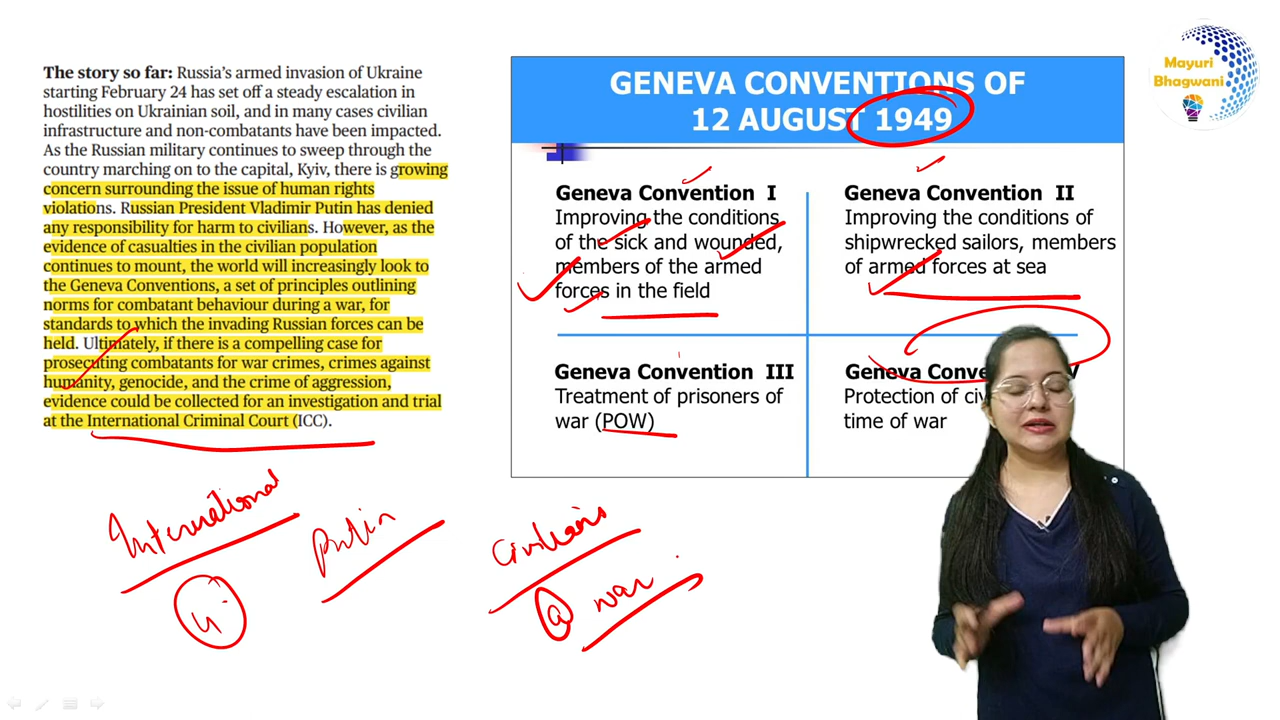 The story so far: Russia's armed invasion of Ukraine
starting February 24 has set off a steady escalation in
hostilities on Ukrainian soil, and in many cases civilian
infrastructure and non-combatants have been impacted.
As the Russian military continues to sweep through the
country marching on to the capital, Kyiv, there is growing
concern surrounding the issue of human rights
violations. Russian President Vladimir Putin has denied
any responsibility for harm to civilians. However, as the
evidence of casualties in the civilian population
continues to mount, the world will increasingly look to
the Geneva Conventions, a set of principles outlining
norms for combatant behaviour during a war, for
standards to which the invading Russian forces can be
held. Ultimately, if there is a compelling case for
prosecuting combatants for war crimes, crimes against
humanity, genocide, and the crime of aggression,
evidence could be collected for an investigation and trial
at the International Criminal Court (ICC).
GENEVA CONVENTIONS OF
12 AUGUST 1949
Geneva Convention I
Improving the conditions
of the sick and wounded,
members of the armed
forces in the field
Geneva Convention II
Improving the conditions of
shipwrecked sailors, members
of armed forces at sea
Geneva Convention III
Treatment of prisoners of
war (POW)
Geneva Conve V
Protection of civ
time of war
Mayuri
Bhagwani
International
Putin
Civilians
@ war